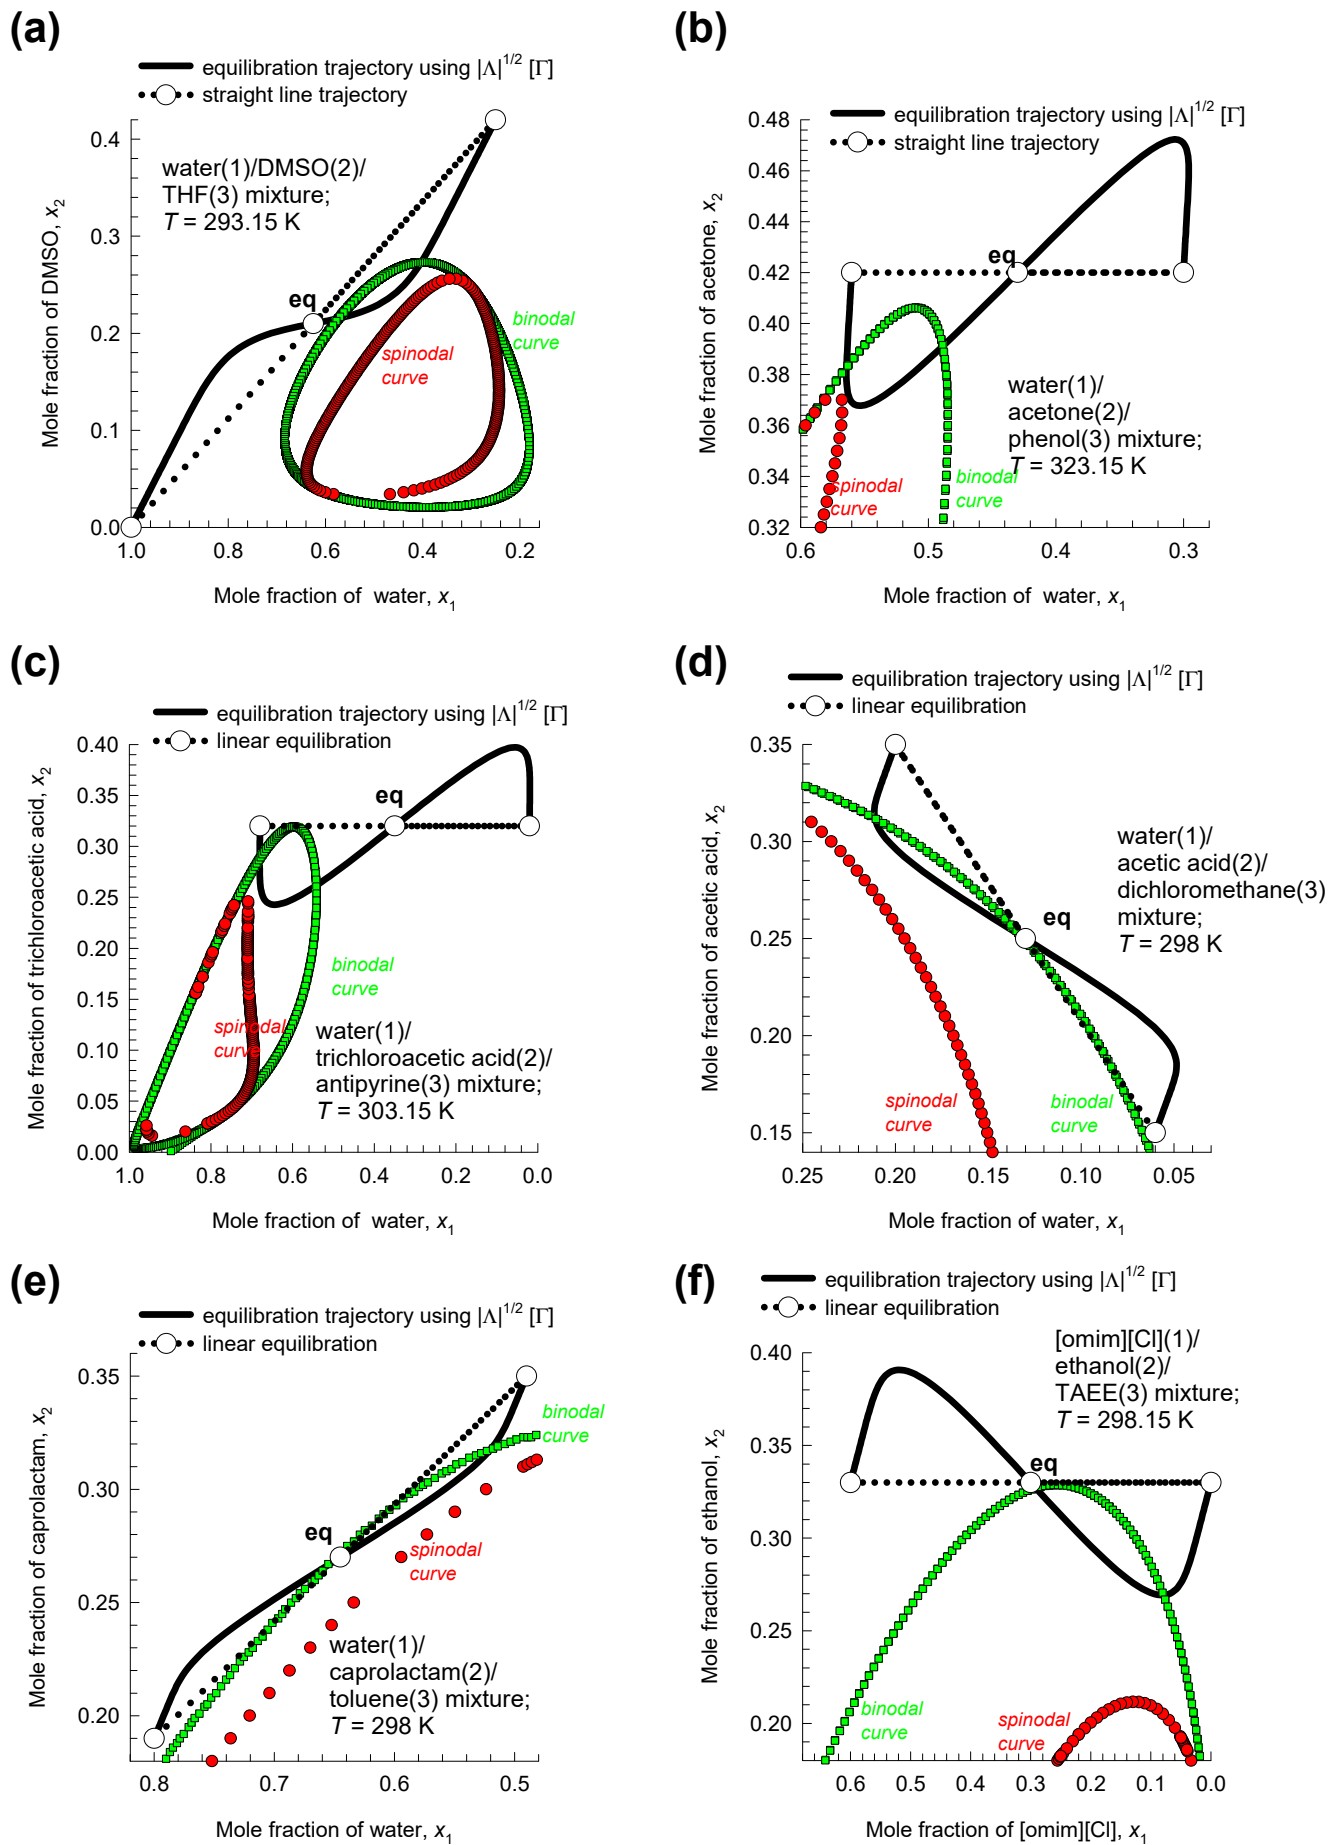 (a)
equilibration trajectory using |Λ|1/2 [Γ]
straight line trajectory
water(1)/DMSO(2)/
THF(3) mixture;
T = 293.15 K
eq
binodal
curve
spinodal
curve
Mole fraction of DMSO, x2
0.4
0.3
0.2
0.1
0.0
1.0 0.8 0.6 0.4 0.2
Mole fraction of water, x1
(b)
equilibration trajectory using |Λ|1/2 [Γ]
straight line trajectory
eq
water(1)/
acetone(2)/
phenol(3) mixture;
T = 323.15 K
spinodal
curve
binodal
curve
Mole fraction of acetone, x2
0.48
0.46
0.44
0.42
0.40
0.38
0.36
0.34
0.32
0.6 0.5 0.4 0.3
Mole fraction of water, x1
(c)
equilibration trajectory using |Λ|1/2 [Γ]
linear equilibration
eq
binodal
curve
spinodal
curve
water(1)/
trichloroacetic acid(2)/
antipyrine(3) mixture;
T = 303.15 K
Mole fraction of trichloroacetic acid, x2
0.40
0.35
0.30
0.25
0.20
0.15
0.10
0.05
0.00
1.0 0.8 0.6 0.4 0.2 0.0
Mole fraction of water, x1
(d)
equilibration trajectory using |Λ|1/2 [Γ]
linear equilibration
water(1)/
acetic acid(2)/
dichloromethane(3)
mixture;
T = 298 K
eq
spinodal
curve
binodal
curve
Mole fraction of acetic acid, x2
0.35
0.30
0.25
0.20
0.15
0.25 0.20 0.15 0.10 0.05
Mole fraction of water, x1
(e)
equilibration trajectory using |Λ|1/2 [Γ]
linear equilibration
binodal
curve
eq
spinodal
curve
water(1)/
caprolactam(2)/
toluene(3) mixture;
T = 298 K
Mole fraction of caprolactam, x2
0.35
0.30
0.25
0.20
0.8 0.7 0.6 0.5
Mole fraction of water, x1
(f)
equilibration trajectory using |Λ|1/2 [Γ]
linear equilibration
[omim][Cl](1)/
ethanol(2)/
TAEE(3) mixture;
T = 298.15 K
eq
binodal
curve
spinodal
curve
Mole fraction of ethanol, x2
0.40
0.35
0.30
0.25
0.20
0.6 0.5 0.4 0.3 0.2 0.1 0.0
Mole fraction of [omim][Cl], x1